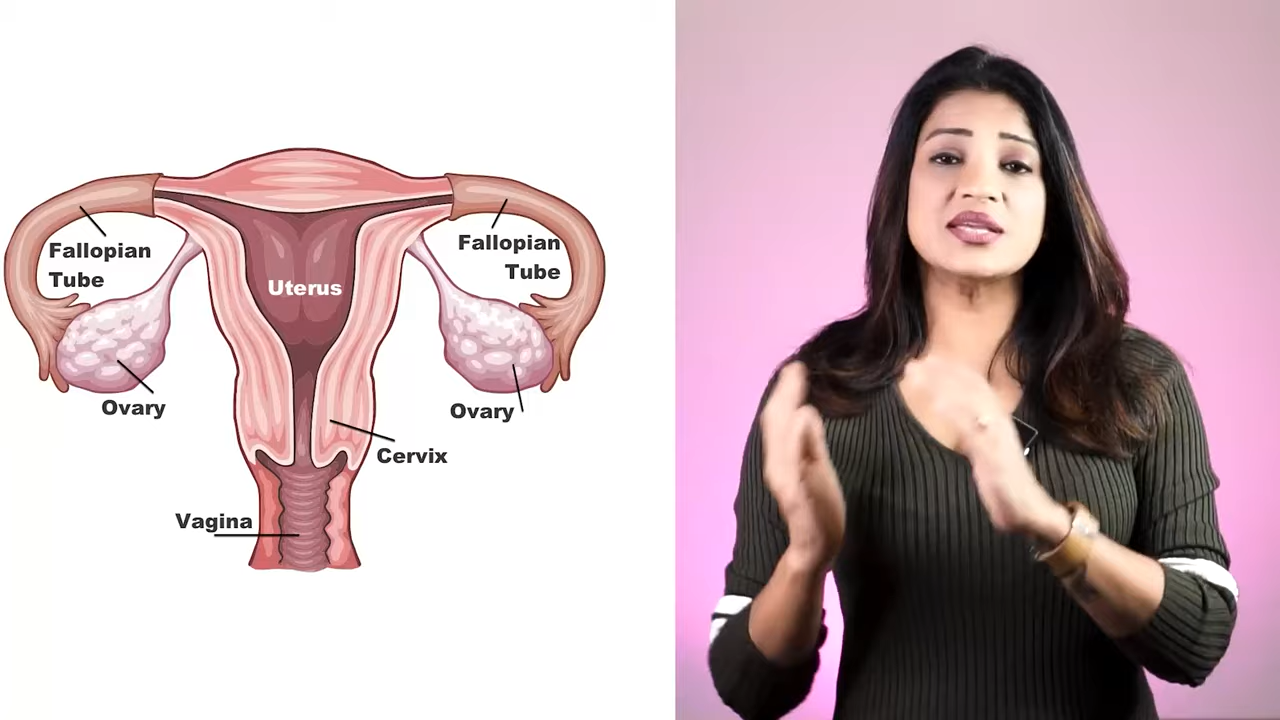 Fallopian
Tube
Fallopian
Tube
Uterus
Ovary
Ovary
Cervix
Vagina